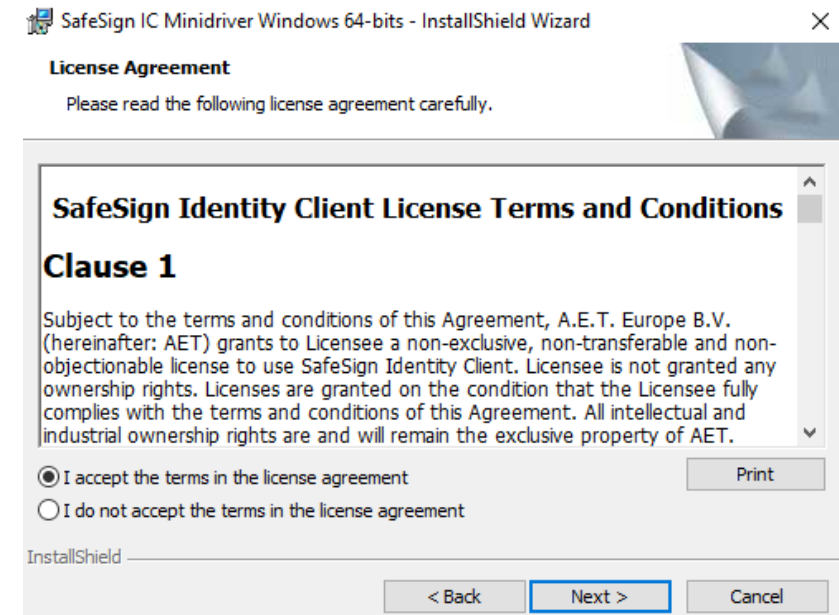 SafeSign IC Minidriver Windows 64-bits - InstallShield Wizard
License Agreement
Please read the following license agreement carefully.
SafeSign Identity Client License Terms and Conditions
Clause 1
Subject to the terms and conditions of this Agreement, A.E.T. Europe B.V.
(hereinafter: AET) grants to Licensee a non-exclusive, non-transferable and non-
objectionable license to use SafeSign Identity Client. Licensee is not granted any
ownership rights. Licenses are granted on the condition that the Licensee fully
complies with the terms and conditions of this Agreement. All intellectual and
industrial ownership rights are and will remain the exclusive property of AET.
I accept the terms in the license agreement
Print
I do not accept the terms in the license agreement
InstallShield
< Back
Next >
Cancel